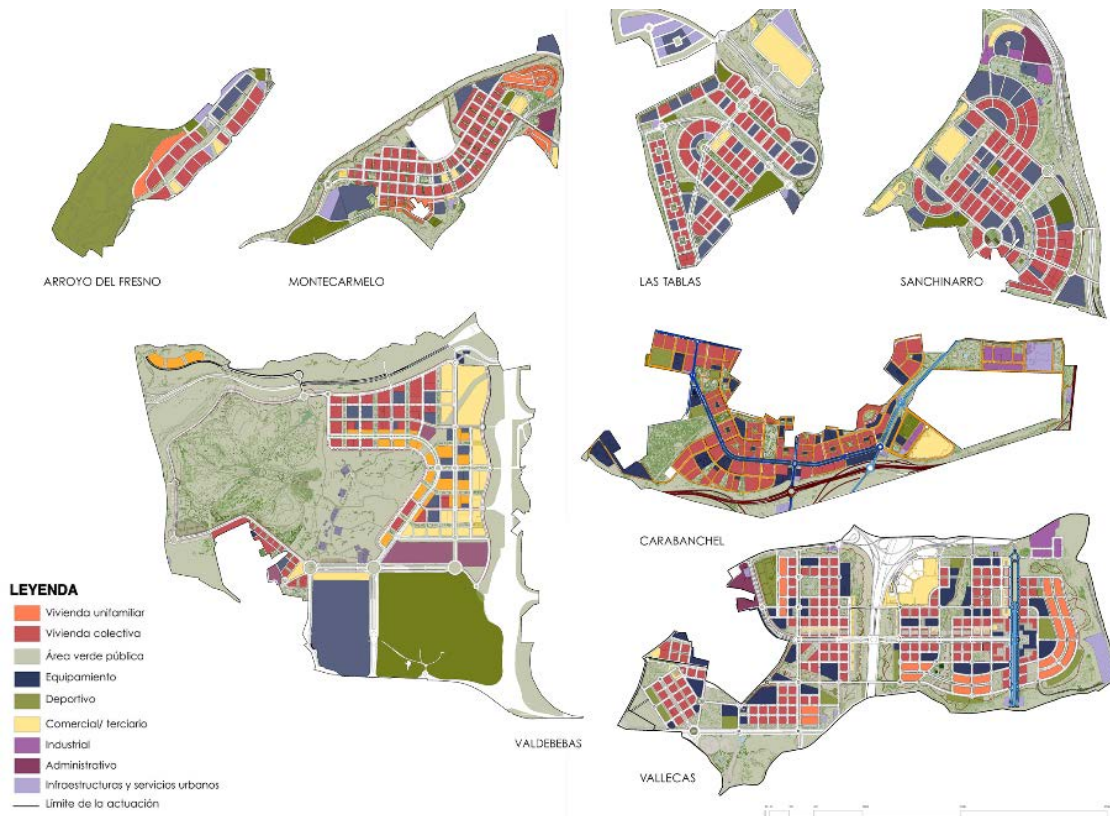 ARROYO DEL FRESNO
MONTECARMELO
LAS TABLAS
SANCHINARRO
CARABANCHEL
VALDEBEBAS
VALLECAS
LEYENDA
Vivienda unifamiliar
Vivienda colectiva
Área verde pública
Equipamiento
Deportivo
Comercial/ terciario
Industrial
Administrativo
Infraestructuras y servicios urbanos
Límite de la actuación